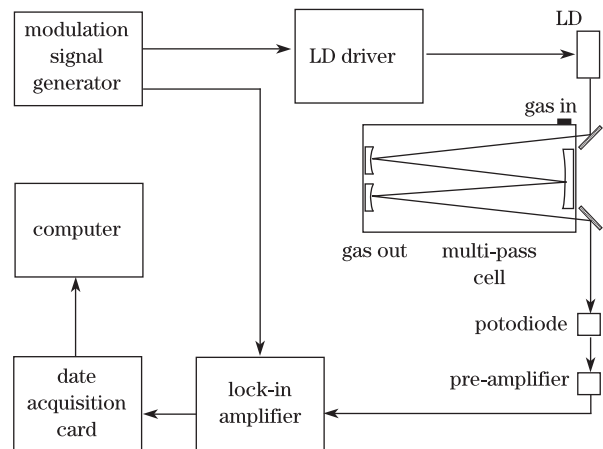 modulation
signal
generator
LD driver
LD
gas in
computer
gas out
multi-pass
cell
potodiode
pre-amplifier
date
acquisition
card
lock-in
amplifier